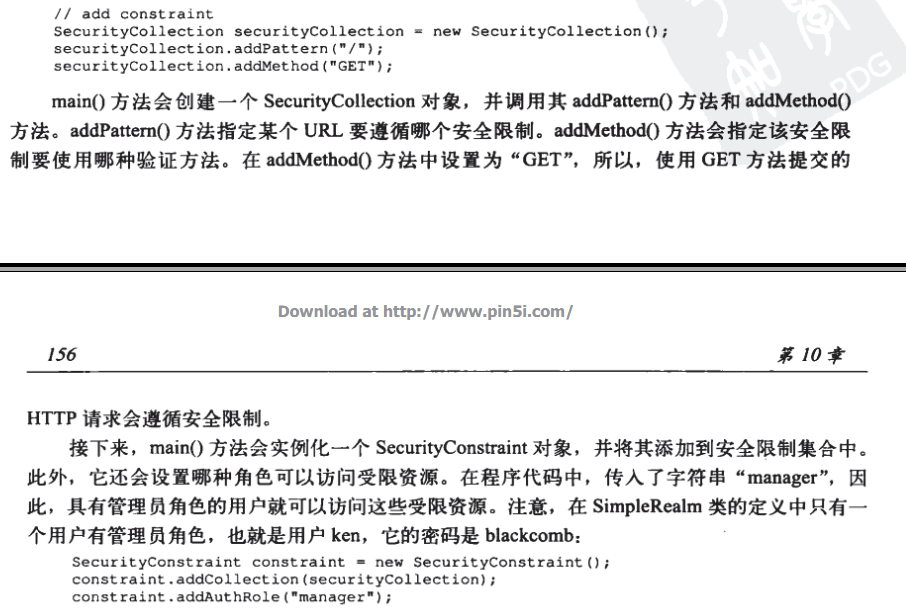 // add constraint
SecurityCollection securityCollection = new SecurityCollection();
securityCollection.addPattern("/");
securityCollection.addMethod("GET");
main() 方法会创建一个 SecurityCollection 对象，并调用其 addPattern() 方法和 addMethod()
方法。addPattern() 方法指定某个 URL 要遵循哪个安全限制。addMethod() 方法会指定该安全限
制要使用哪种验证方法。在 addMethod() 方法中设置为“GET”，所以，使用 GET 方法提交的
PDG
Download at http://www.pin5i.com/
156 第 10 章
HTTP 请求会遵循安全限制。
接下来，main() 方法会实例化一个 SecurityConstraint 对象，并将其添加到安全限制集合中。
此外，它还会设置哪种角色可以访问受限资源。在程序代码中，传入了字符串“manager”，因
此，具有管理员角色的用户就可以访问这些受限资源。注意，在 SimpleRealm 类的定义中只有一
个用户有管理员角色，也就是用户 ken，它的密码是 blackcomb：
SecurityConstraint constraint = new SecurityConstraint();
constraint.addCollection(securityCollection);
constraint.addAuthRole("manager");